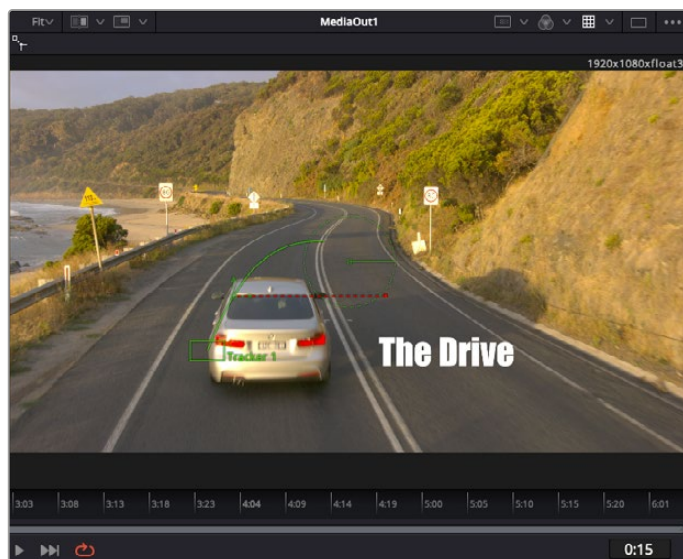 Fit MediaOut1
1920x1080xfloat3
Tracker 1
The Drive
3:03 3:08 3:13 3:18 3:23 4:04 4:09 4:14 4:19 5:00 5:05 5:10 5:15 5:20 6:01
0:15